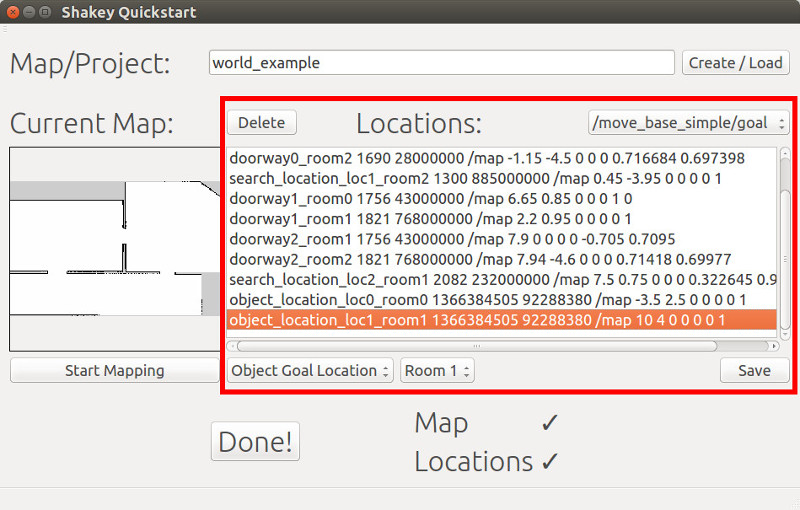 Shakey Quickstart
Map/Project:
world_example
Create / Load
Current Map:
Delete
Locations:
/move_base_simple/goal
doorway0_room2 1690 28000000 /map -1.15 -4.5 0 0 0 0.716684 0.697398
search_location_loc1_room2 1300 885000000 /map 0.45 -3.95 0 0 0 0 1
doorway1_room0 1756 43000000 /map 6.65 0.85 0 0 0 1 0
doorway1_room1 1821 768000000 /map 2.2 0.95 0 0 0 0 1
doorway2_room1 1756 43000000 /map 7.9 0 0 0 0 -0.705 0.7095
doorway2_room2 1821 768000000 /map 7.94 -4.6 0 0 0 0.71418 0.69977
search_location_loc2_room1 2082 232000000 /map 7.5 0.75 0 0 0 0.322645 0.9
object_location_loc0_room0 1366384505 92288380 /map -3.5 2.5 0 0 0 0 1
object_location_loc1_room1 1366384505 92288380 /map 10 4 0 0 0 0 1
Start Mapping
Object Goal Location
Room 1
Save
Done!
Map ✓
Locations ✓